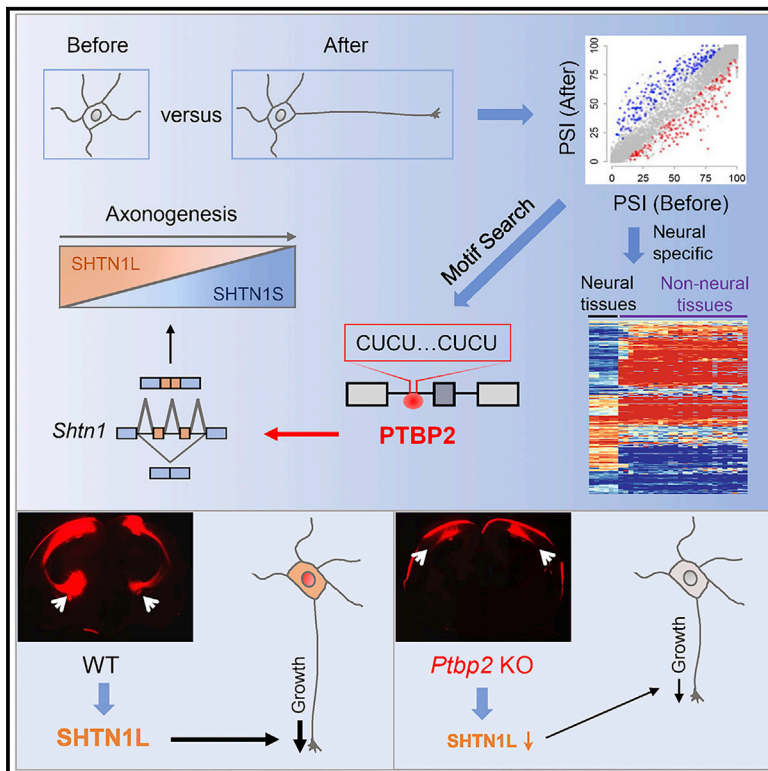 Before
After
versus
PSI (After)
100
75
50
25
0
0 25 50 75 100
PSI (Before)
Neural
specific
Neural
tissues
Non-neural
tissues
Motif Search
Axonogenesis
SHTN1L
SHTN1S
CUCU...CUCU
PTBP2
Shtn1
WT
SHTN1L
Growth
Ptbp2 KO
SHTN1L ↓
Growth